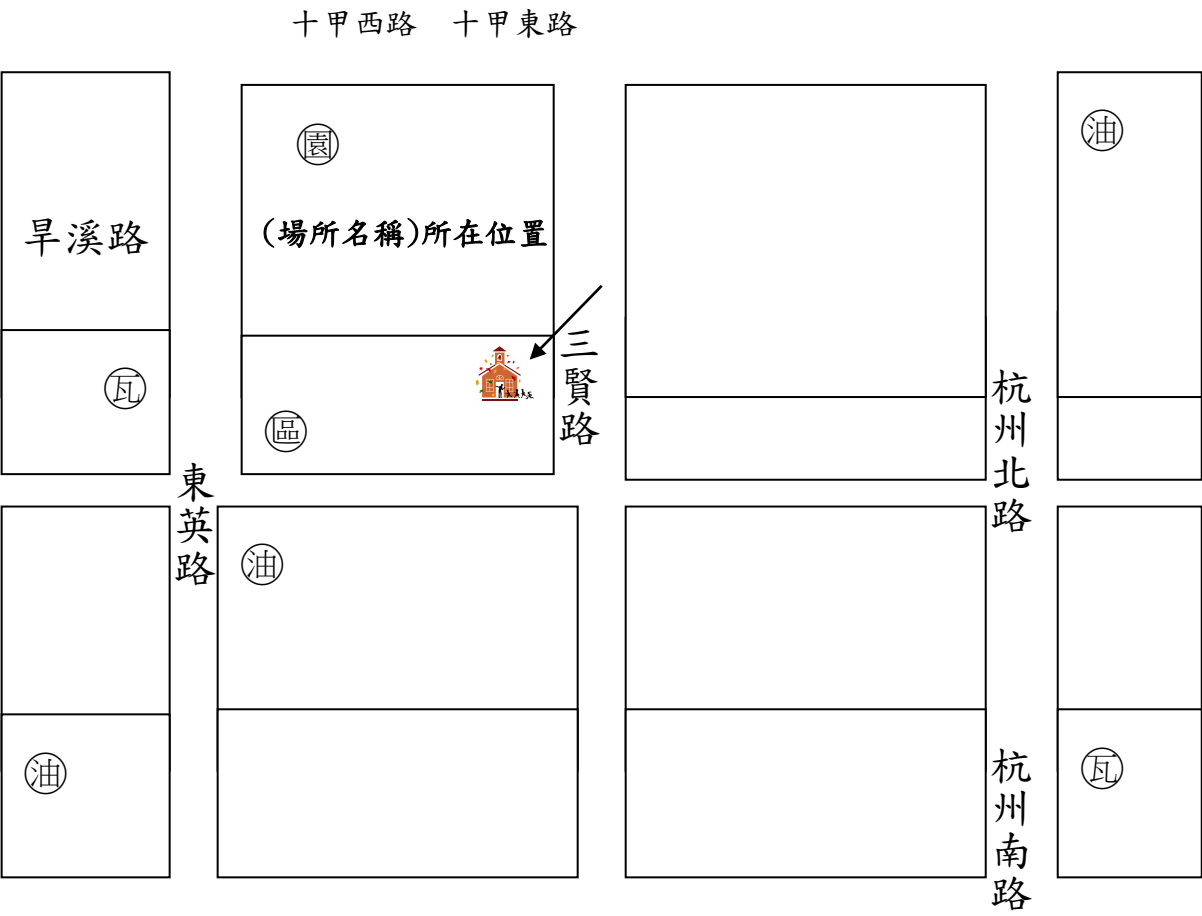 十甲西路　十甲東路
㊞園
油
旱溪路
(場所名稱)所在位置
三賢路
瓦
區
杭州北路
東英路
油
油
瓦
杭州南路